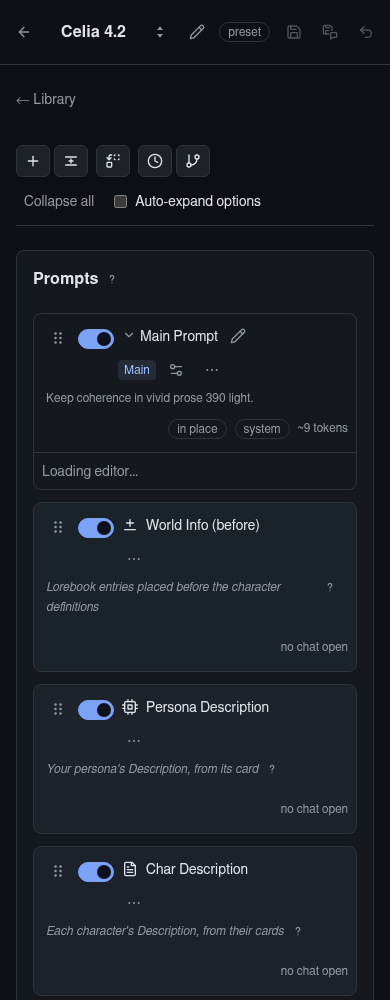 Celia 4.2
preset
← Library
Collapse all
Auto-expand options
Prompts ?
Main Prompt
Main
Keep coherence in vivid prose 390 light.
in place system ~9 tokens
Loading editor...
World Info (before)
Lorebook entries placed before the character ?
definitions
no chat open
Persona Description
Your persona's Description, from its card ?
no chat open
Char Description
Each character's Description, from their cards ?
no chat open